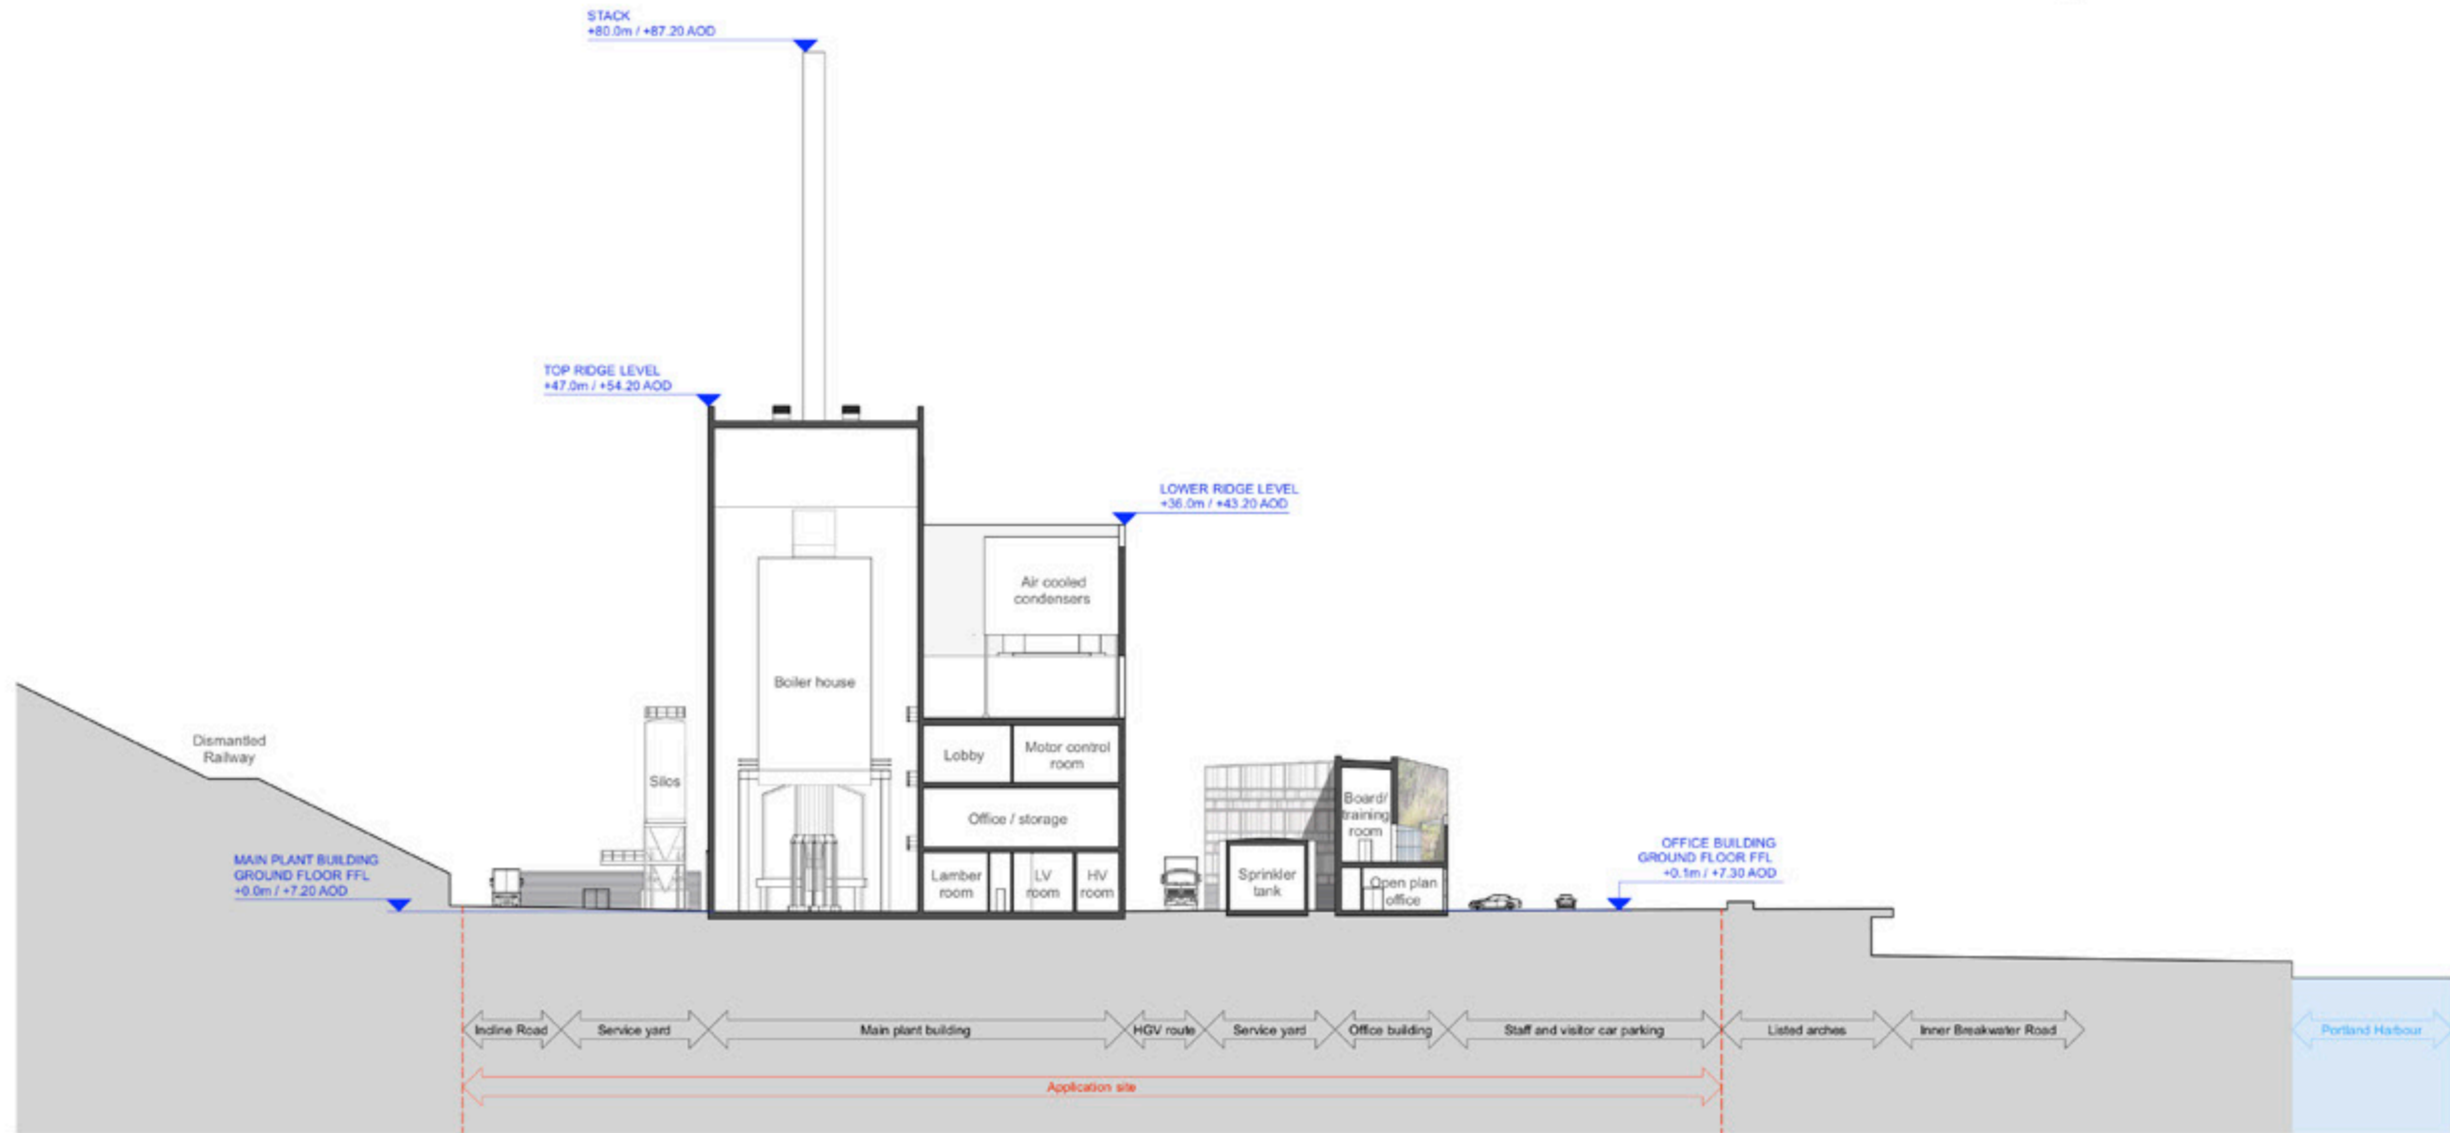 STACK
+80.0m / +87.20 AOD
TOP RIDGE LEVEL
+47.0m / +54.20 AOD
LOWER RIDGE LEVEL
+36.0m / +43.20 AOD
Air cooled
condensers
Boiler house
Dismantled
Railway
Silos
Lobby
Motor control
room
Office / storage
Board/
training
room
MAIN PLANT BUILDING
GROUND FLOOR FFL
+0.0m / +7.20 AOD
OFFICE BUILDING
GROUND FLOOR FFL
+0.1m / +7.30 AOD
Lamber
room
LV
room
HV
room
Sprinkler
tank
Open plan
office
Incline Road
Service yard
Main plant building
HGV route
Service yard
Office building
Staff and visitor car parking
Listed arches
Inner Breakwater Road
Portland Harbour
Application site